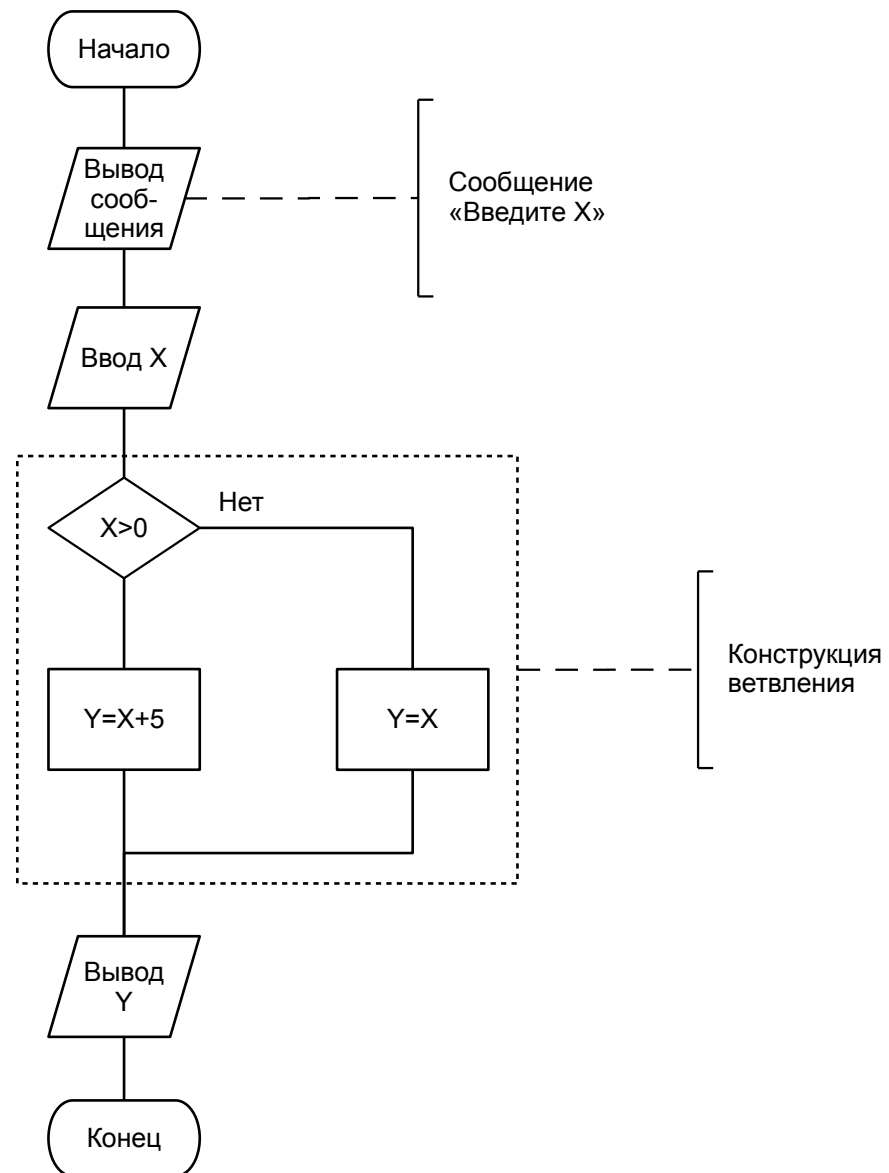 Начало
Вывод
сооб-
щения
Сообщение
«Введите X»
Ввод X
X>0
Нет
Y=X+5
Y=X
Конструкция
ветвления
Вывод
Y
Конец